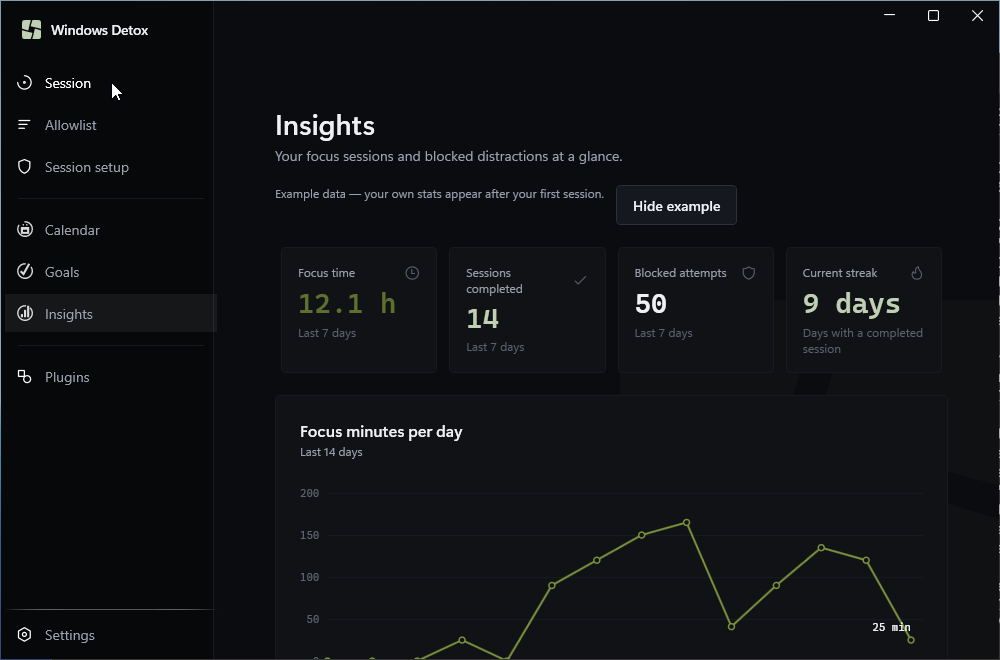 Windows Detox
Session
Allowlist
Session setup
Calendar
Goals
Insights
Plugins
Settings
Insights
Your focus sessions and blocked distractions at a glance.
Example data — your own stats appear after your first session.
Hide example
Focus time
12.1 h
Last 7 days
Sessions
completed
14
Last 7 days
Blocked attempts
50
Last 7 days
Current streak
9 days
Days with a completed
session
Focus minutes per day
Last 14 days
200
150
100
50
25 min